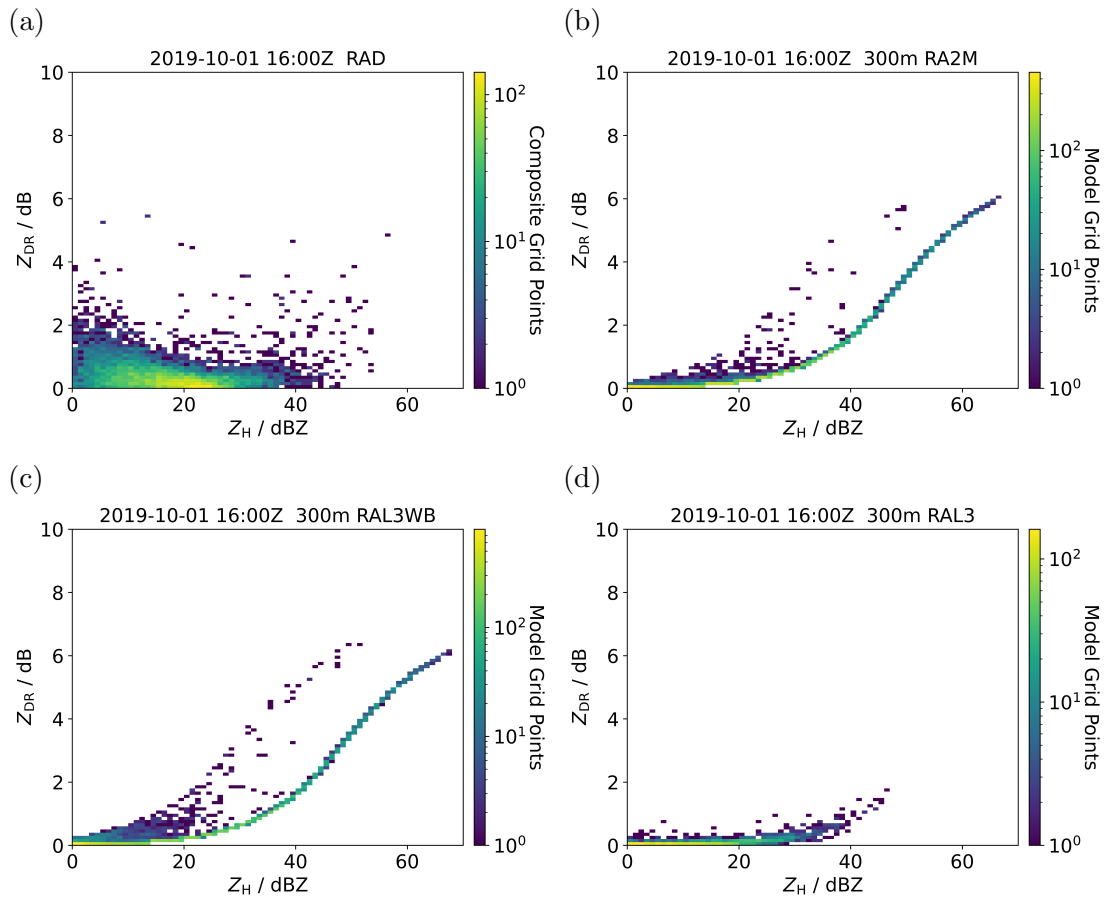 (a)
2019-10-01 16:00Z RAD
10
8
6
4
2
0
Z_DR / dB
0
20
40
60
Z_H / dBZ
10^2
10^1
10^0
Composite Grid Points
(b)
2019-10-01 16:00Z 300m RA2M
10
8
6
4
2
0
Z_DR / dB
0
20
40
60
Z_H / dBZ
10^2
10^1
10^0
Model Grid Points
(c)
2019-10-01 16:00Z 300m RAL3WB
10
8
6
4
2
0
Z_DR / dB
0
20
40
60
Z_H / dBZ
10^2
10^1
10^0
Model Grid Points
(d)
2019-10-01 16:00Z 300m RAL3
10
8
6
4
2
0
Z_DR / dB
0
20
40
60
Z_H / dBZ
10^2
10^1
10^0
Model Grid Points